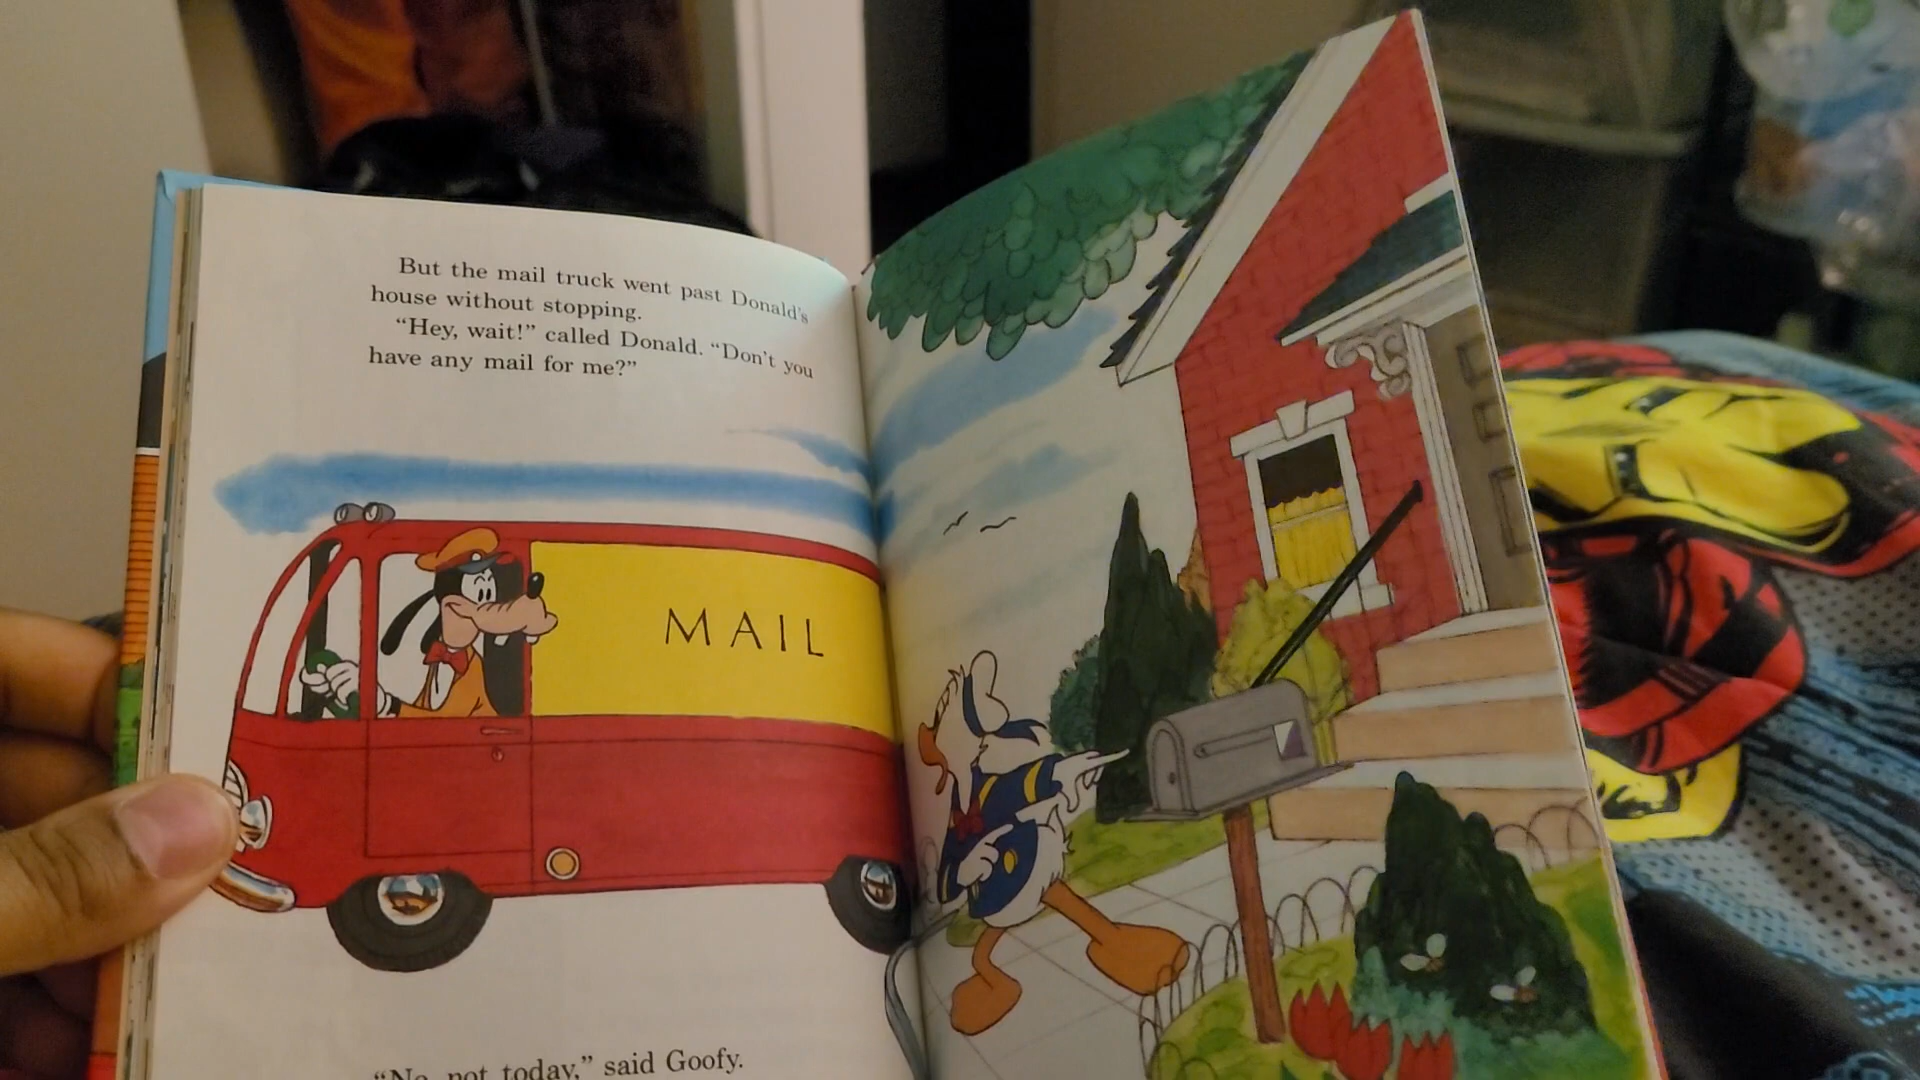 But the mail truck went past Donald's
house without stopping.
“Hey, wait!” called Donald. “Don't you
have any mail for me?”
MAIL
“No, not today,” said Goofy.